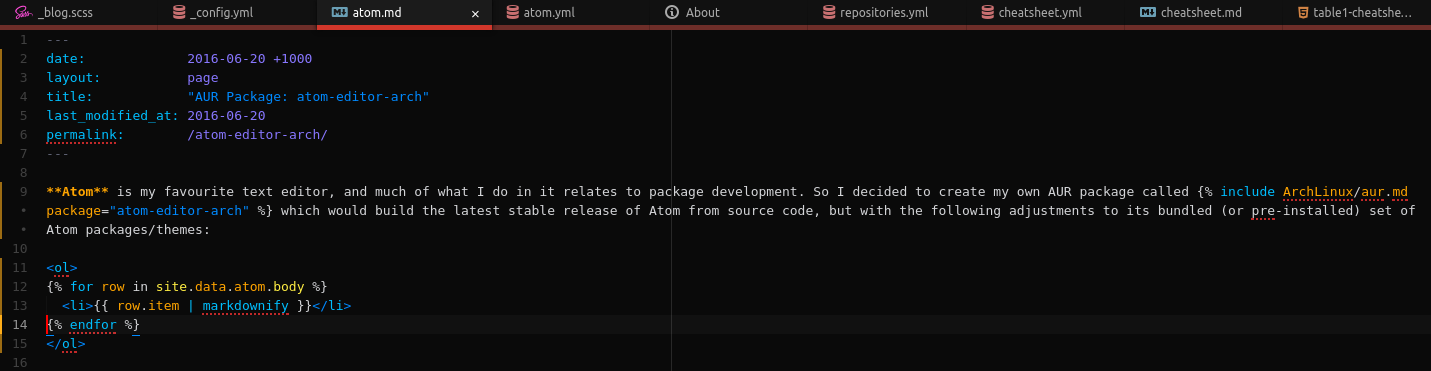 _blog.scss _config.yml atom.md × atom.yml About repositories.yml cheatsheet.yml cheatsheet.md table1-cheatshe...
1 ---
2 date: 2016-06-20 +1000
3 layout: page
4 title: "AUR Package: atom-editor-arch"
5 last_modified_at: 2016-06-20
6 permalink: /atom-editor-arch/
7 ---
8
9 **Atom** is my favourite text editor, and much of what I do in it relates to package development. So I decided to create my own AUR package called {% include ArchLinux/aur.md
• package="atom-editor-arch" %} which would build the latest stable release of Atom from source code, but with the following adjustments to its bundled (or pre-installed) set of
• Atom packages/themes:
10
11 <ol>
12 {% for row in site.data.atom.body %}
13 <li>{{ row.item | markdownify }}</li>
14 {% endfor %}
15 </ol>
16